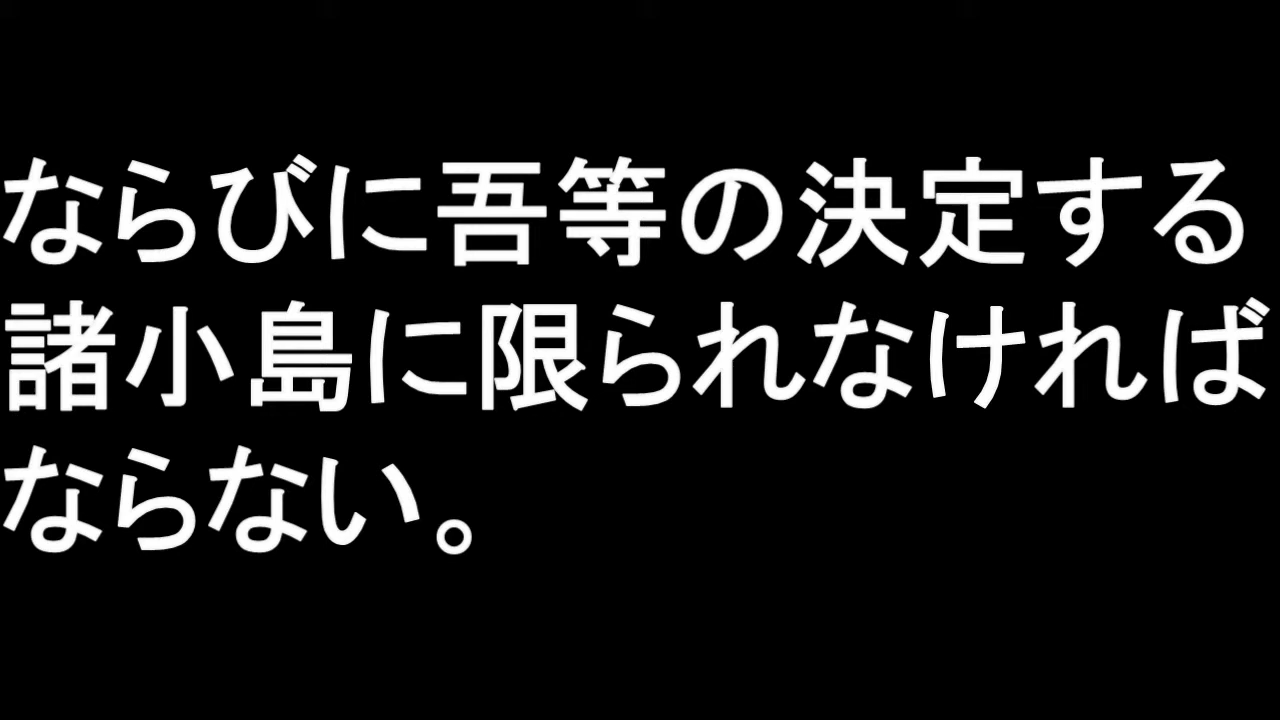 ならびに吾等の決定する
諸小島に限られなければ
ならない。